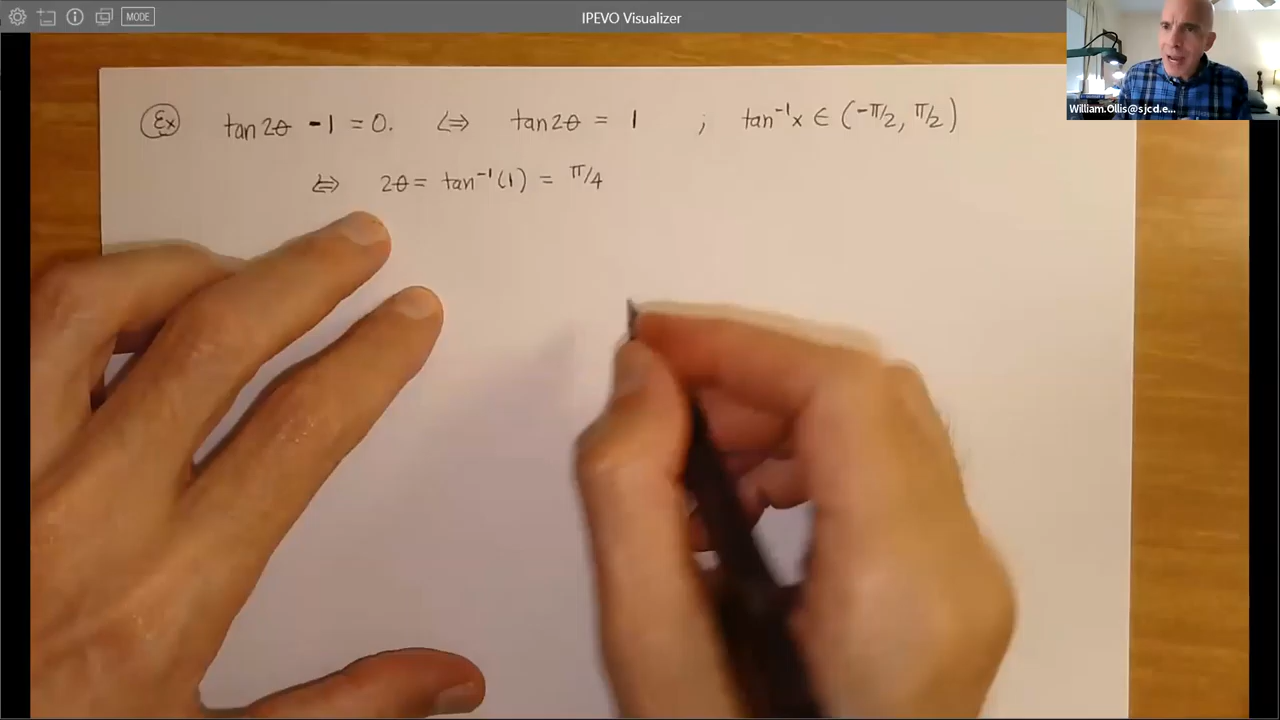 MODE
IPEVO Visualizer
William.Ollis@sjcd.e...
Ex tan 2θ - 1 = 0. ⇔ tan 2θ = 1 ; tan⁻¹x ∈ (-π/2, π/2)
⇔ 2θ = tan⁻¹(1) = π/4